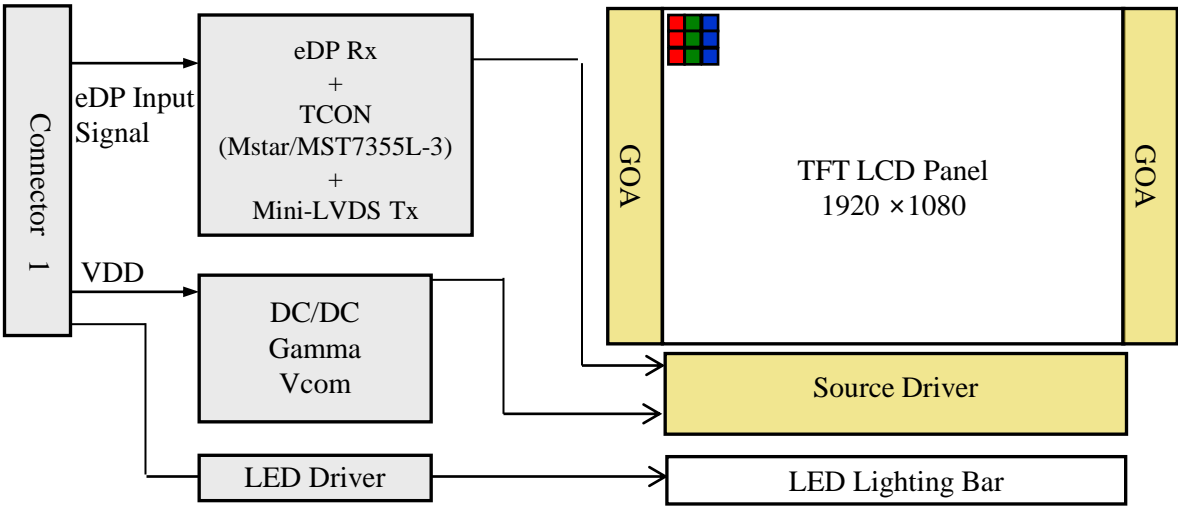 Connector 1
eDP Input
Signal
eDP Rx
+
TCON
(Mstar/MST7355L-3)
+
Mini-LVDS Tx
GOA
TFT LCD Panel
1920 ×1080
GOA
VDD
DC/DC
Gamma
Vcom
Source Driver
LED Driver
LED Lighting Bar